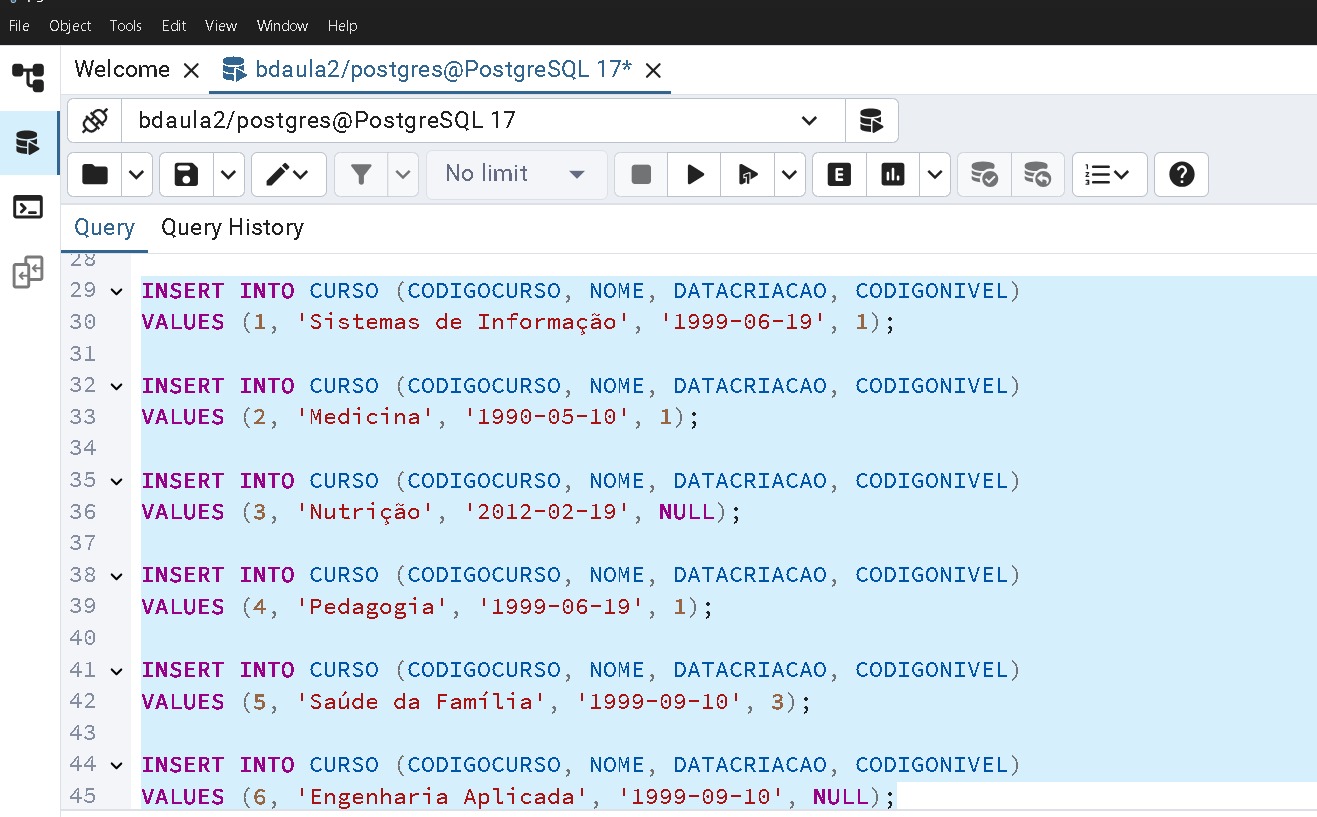 File Object Tools Edit View Window Help
Welcome bdaula2/postgres@PostgreSQL 17*
bdaula2/postgres@PostgreSQL 17
No limit E
Query Query History
28
29 INSERT INTO CURSO (CODIGOCURSO, NOME, DATACRIACAO, CODIGONIVEL)
30 VALUES (1, 'Sistemas de Informação', '1999-06-19', 1);
31
32 INSERT INTO CURSO (CODIGOCURSO, NOME, DATACRIACAO, CODIGONIVEL)
33 VALUES (2, 'Medicina', '1990-05-10', 1);
34
35 INSERT INTO CURSO (CODIGOCURSO, NOME, DATACRIACAO, CODIGONIVEL)
36 VALUES (3, 'Nutrição', '2012-02-19', NULL);
37
38 INSERT INTO CURSO (CODIGOCURSO, NOME, DATACRIACAO, CODIGONIVEL)
39 VALUES (4, 'Pedagogia', '1999-06-19', 1);
40
41 INSERT INTO CURSO (CODIGOCURSO, NOME, DATACRIACAO, CODIGONIVEL)
42 VALUES (5, 'Saúde da Família', '1999-09-10', 3);
43
44 INSERT INTO CURSO (CODIGOCURSO, NOME, DATACRIACAO, CODIGONIVEL)
45 VALUES (6, 'Engenharia Aplicada', '1999-09-10', NULL);